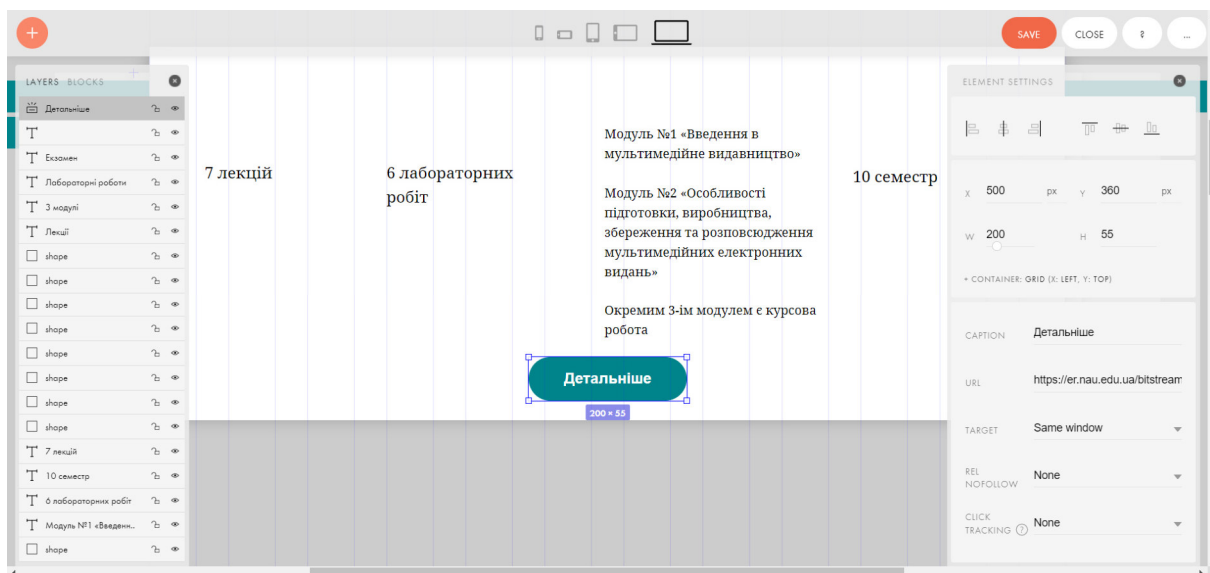 +
SAVE
CLOSE
?
...
LAYERS BLOCKS
Детальніше
T
T Екзамен
T Лабораторні роботи
T 3 модулі
T Лекції
shape
shape
shape
shape
shape
shape
shape
shape
T 7 лекцій
T 10 семестр
T 6 лабораторних робіт
T Модуль №1 «Введенн...
shape
7 лекцій
6 лабораторних
робіт
Модуль №1 «Введення в
мультимедійне видавництво»
Модуль №2 «Особливості
підготовки, виробництва,
збереження та розповсюдження
мультимедійних електронних
видань»
Окремим 3-ім модулем є курсова
робота
10 семестр
Детальніше
200 × 55
ELEMENT SETTINGS
X 500 px Y 360 px
W 200 H 55
+ CONTAINER: GRID (X: LEFT, Y: TOP)
CAPTION Детальніше
URL https://er.nau.edu.ua/bitstream
TARGET Same window
REL
NOFOLLOW None
CLICK
TRACKING ? None